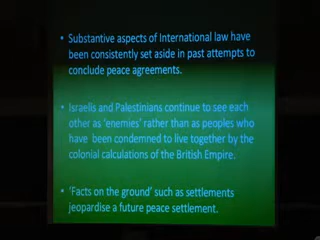 • Substantive aspects of International law have
been consistently set aside in past attempts to
conclude peace agreements.
• Israelis and Palestinians continue to see each
other as 'enemies' rather than as peoples who
have been condemned to live together by the
colonial calculations of the British Empire.
• 'Facts on the ground' such as settlements
jeopardise a future peace settlement.